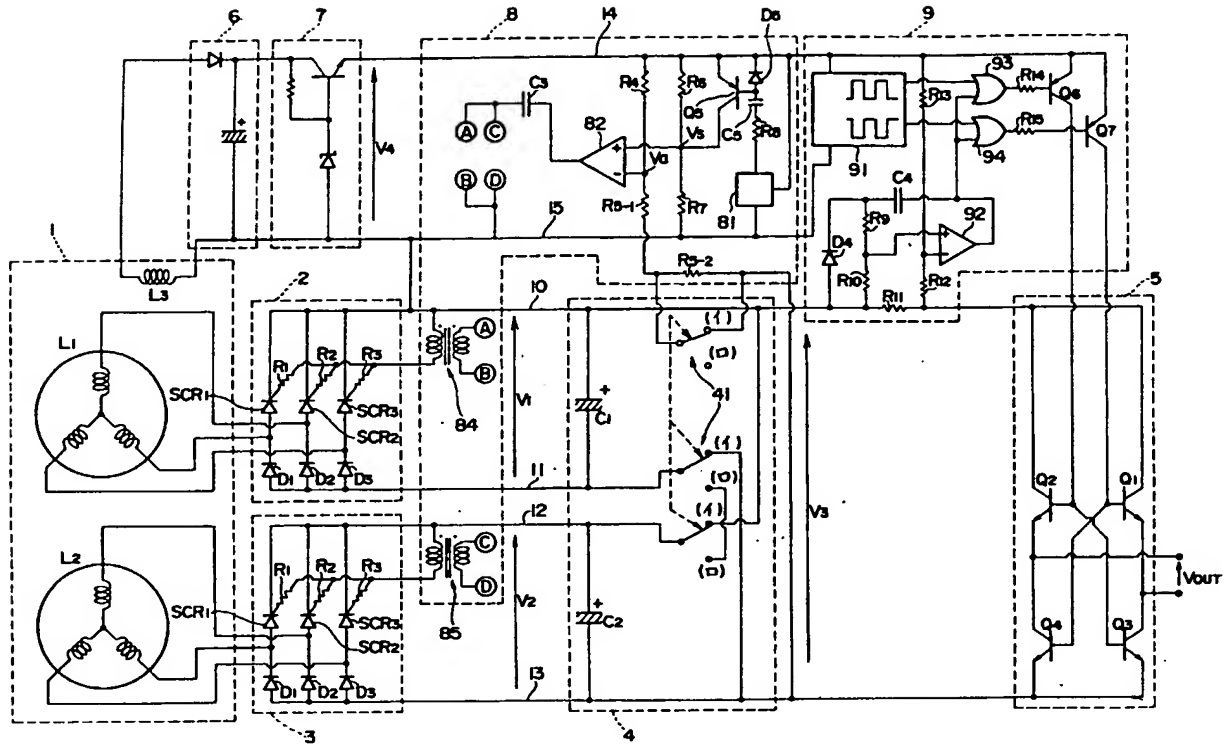 6
7
8
14
D6
9
C3
R4
R6
Q5
C5
R8
93
R14
Q6
R13
R15
Q7
94
A
C
82
VS
Va
V4
B
D
R5-1
R7
81
91
C4
92
R9
D4
R10
R12
15
R5-2
R11
1
L3
2
10
5
L1
R1
R2
R3
A
B
(イ)
(ロ)
41
SCR1
SCR3
SCR2
84
V1
C1
V3
D1
D2
D3
11
(イ)
(ロ)
Q2
Q1
12
(イ)
(ロ)
L2
R1
R2
R3
C
D
VOUT
SCR1
SCR3
SCR2
85
V2
C2
Q4
Q3
D1
D2
D3
13
3
4